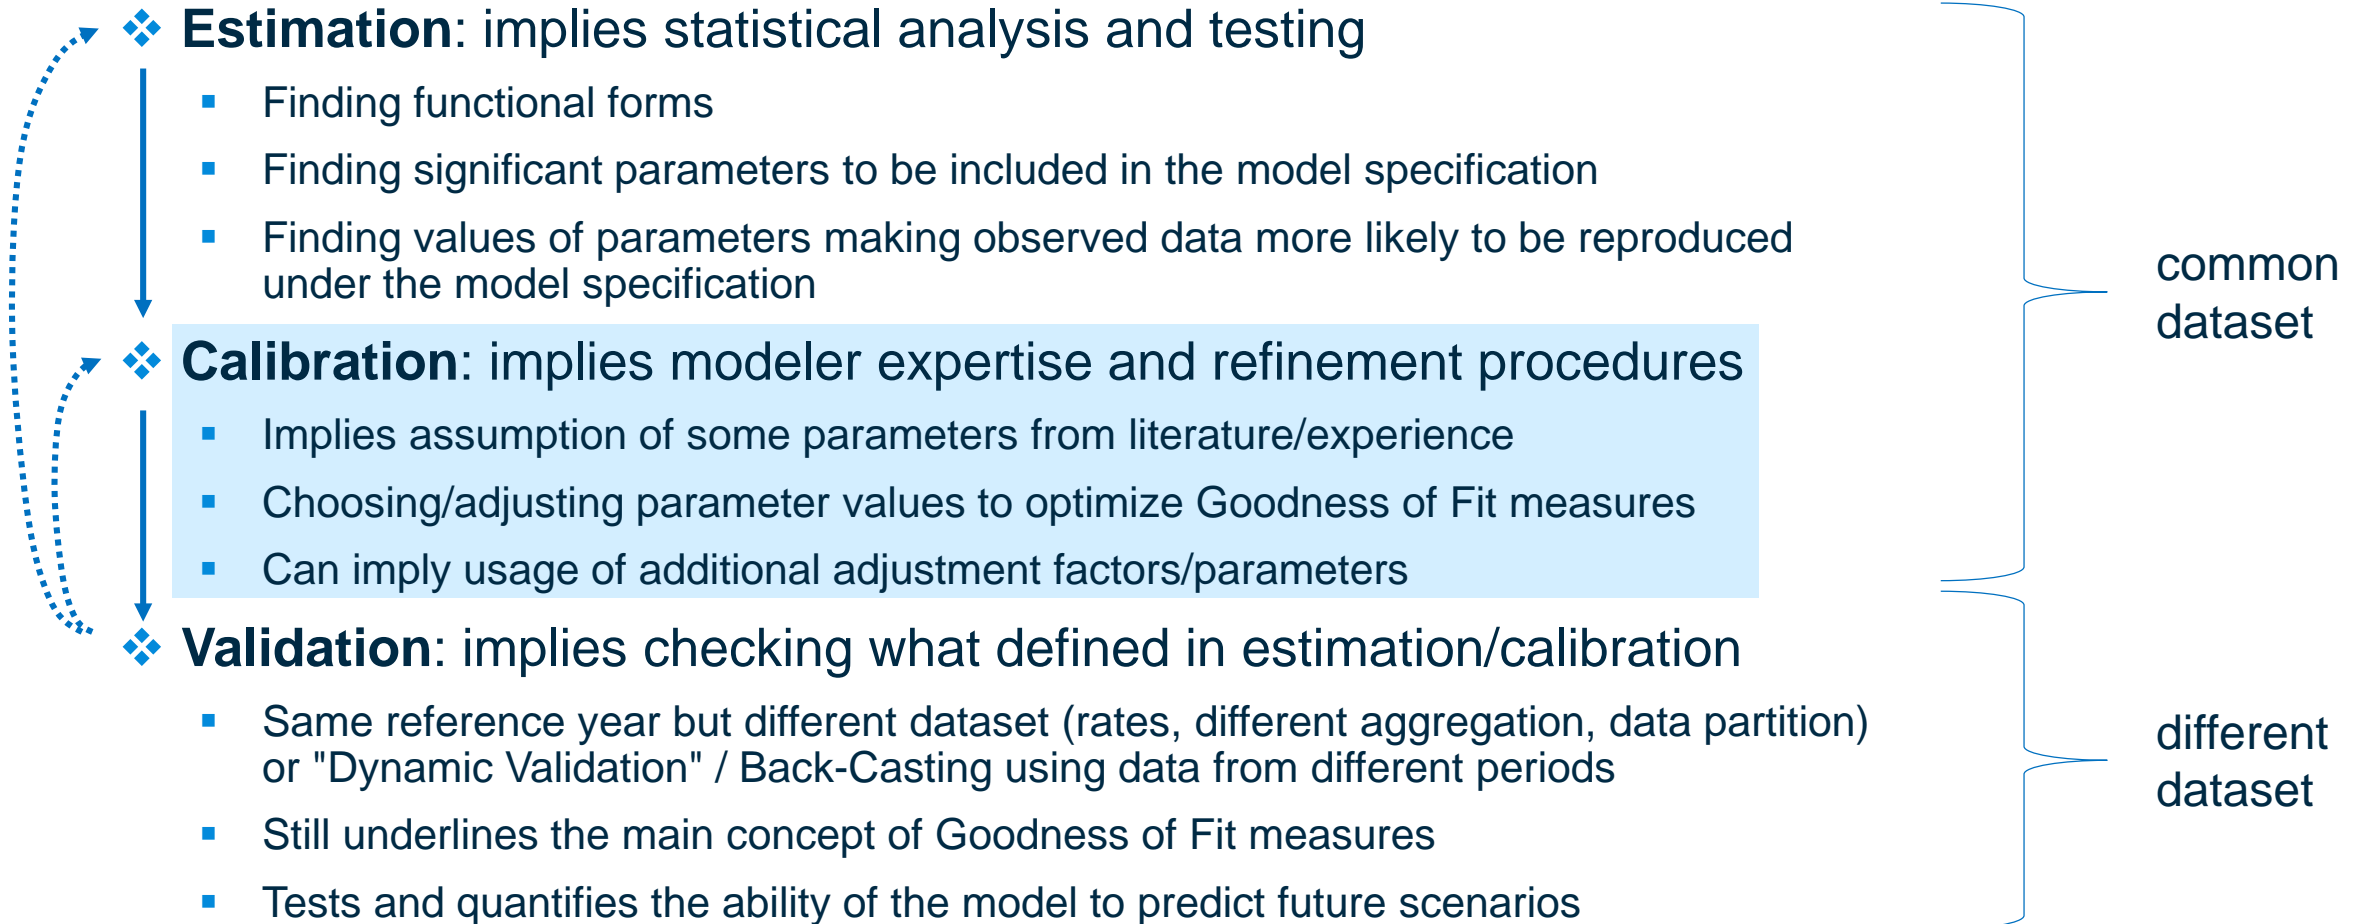 Estimation: implies statistical analysis and testing
Finding functional forms
Finding significant parameters to be included in the model specification
Finding values of parameters making observed data more likely to be reproduced
under the model specification
common
dataset
Calibration: implies modeler expertise and refinement procedures
Implies assumption of some parameters from literature/experience
Choosing/adjusting parameter values to optimize Goodness of Fit measures
Can imply usage of additional adjustment factors/parameters
Validation: implies checking what defined in estimation/calibration
Same reference year but different dataset (rates, different aggregation, data partition)
or "Dynamic Validation" / Back-Casting using data from different periods
different
dataset
Still underlines the main concept of Goodness of Fit measures
Tests and quantifies the ability of the model to predict future scenarios